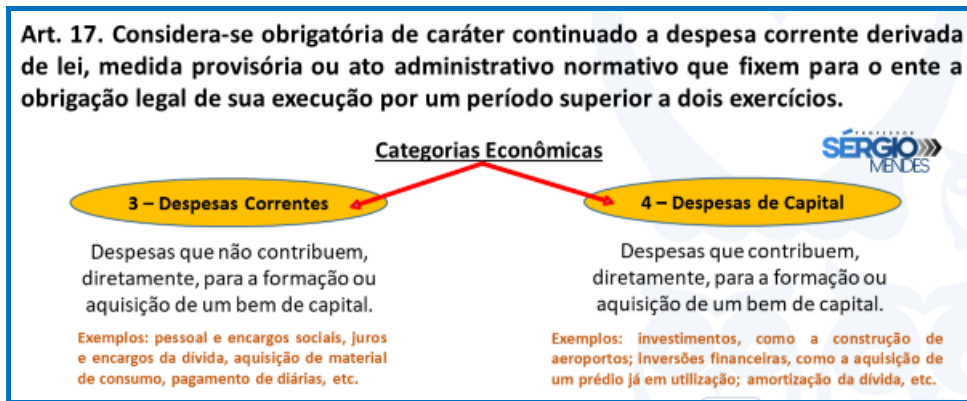 Art. 17. Considera-se obrigatória de caráter continuado a despesa corrente derivada
de lei, medida provisória ou ato administrativo normativo que fixem para o ente a
obrigação legal de sua execução por um período superior a dois exercícios.
Categorias Econômicas
PROFESSOR
SÉRGIO
MENDES
3 – Despesas Correntes
4 – Despesas de Capital
Despesas que não contribuem,
diretamente, para a formação ou
aquisição de um bem de capital.
Exemplos: pessoal e encargos sociais, juros
e encargos da dívida, aquisição de material
de consumo, pagamento de diárias, etc.
Despesas que contribuem,
diretamente, para a formação ou
aquisição de um bem de capital.
Exemplos: investimentos, como a construção de
aeroportos; inversões financeiras, como a aquisição de
um prédio já em utilização; amortização da dívida, etc.